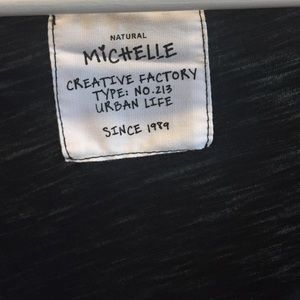 NATURAL
MiCHELLE
CREATIVE FACTORY
TYPE: NO.213
URBAN LIFE
SINCE 1989